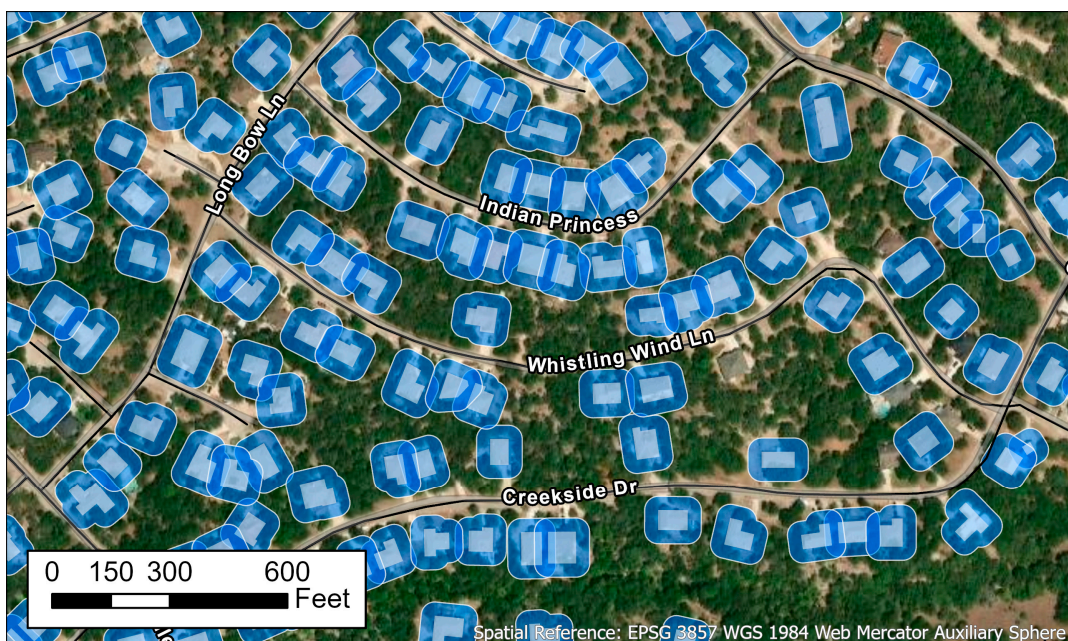 Long Bow Ln
Indian Princess
Whistling Wind Ln
Creekside Dr
0 150 300 600
Feet
Spatial Reference: EPSG 3857 WGS 1984 Web Mercator Auxiliary Sphere